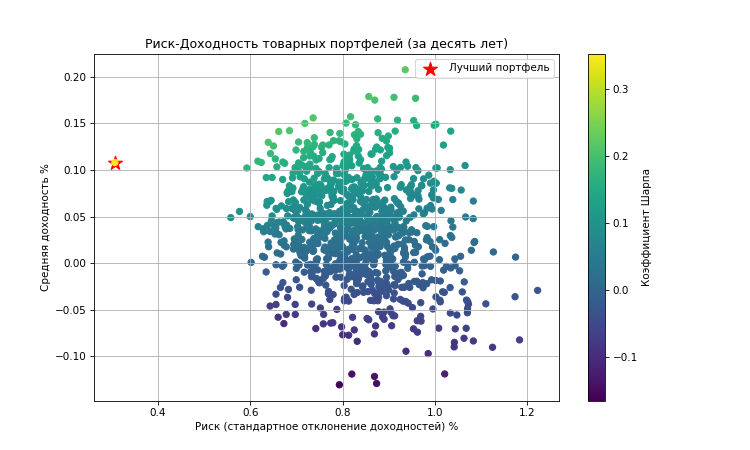 Риск-Доходность товарных портфелей (за десять лет)
Лучший портфель
Средняя доходность %
0.20
0.15
0.10
0.05
0.00
−0.05
−0.10
0.4 0.6 0.8 1.0 1.2
Риск (стандартное отклонение доходностей) %
0.3
0.2
0.1
0.0
−0.1
Коэффициент Шарпа